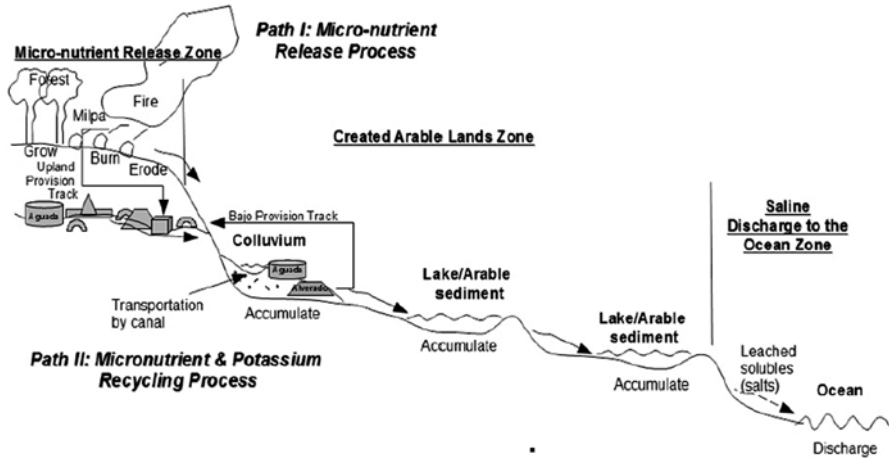 Path I: Micro-nutrient
Release Process
Micro-nutrient Release Zone
Forest
Fire
Milpa
Created Arable Lands Zone
Grow
Burn
Erode
Upland
Provision
Track
Aguada
Bajo Provision Track
Saline
Discharge to the
Ocean Zone
Colluvium
Aguada
Alverado
Transportation
by canal
Accumulate
Lake/Arable
sediment
Accumulate
Lake/Arable
sediment
Accumulate
Path II: Micronutrient & Potassium
Recycling Process
Leached
solubles
(salts)
Ocean
Discharge